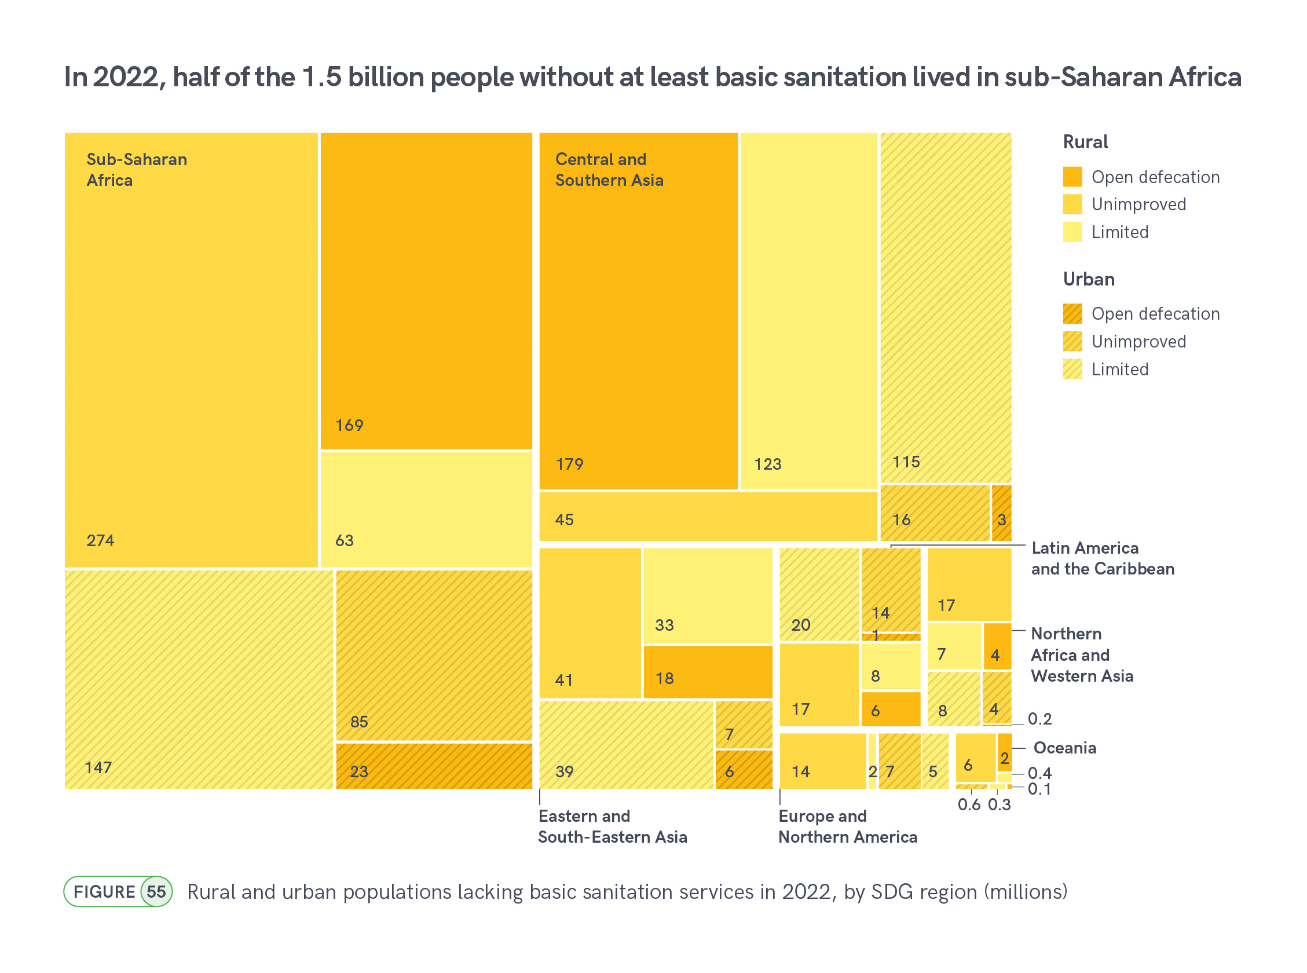 In 2022, half of the 1.5 billion people without at least basic sanitation lived in sub-Saharan Africa
Sub-Saharan
Africa
274
169
63
147
85
23
Central and
Southern Asia
179
123
115
45
16
3
41
33
18
39
7
6
Eastern and
South-Eastern Asia
20
14
1
17
8
6
Latin America
and the Caribbean
17
7
4
8
4
0.2
Northern
Africa and
Western Asia
14
2
7
5
Europe and
Northern America
6
2
0.4
0.1
0.6
0.3
Oceania
Rural
Open defecation
Unimproved
Limited
Urban
Open defecation
Unimproved
Limited
FIGURE 55 Rural and urban populations lacking basic sanitation services in 2022, by SDG region (millions)